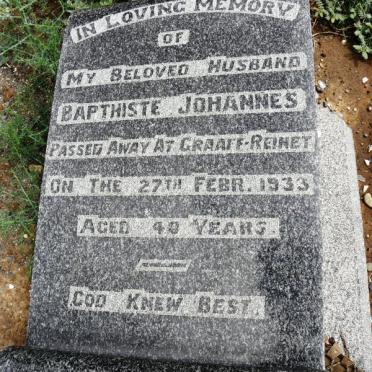 In Loving Memory
of
My Beloved Husband
Bapthiste Johannes
Passed Away At Graaff-Reinet
On The 27th Febr. 1933
Aged 40 Years.
God Knew Best.